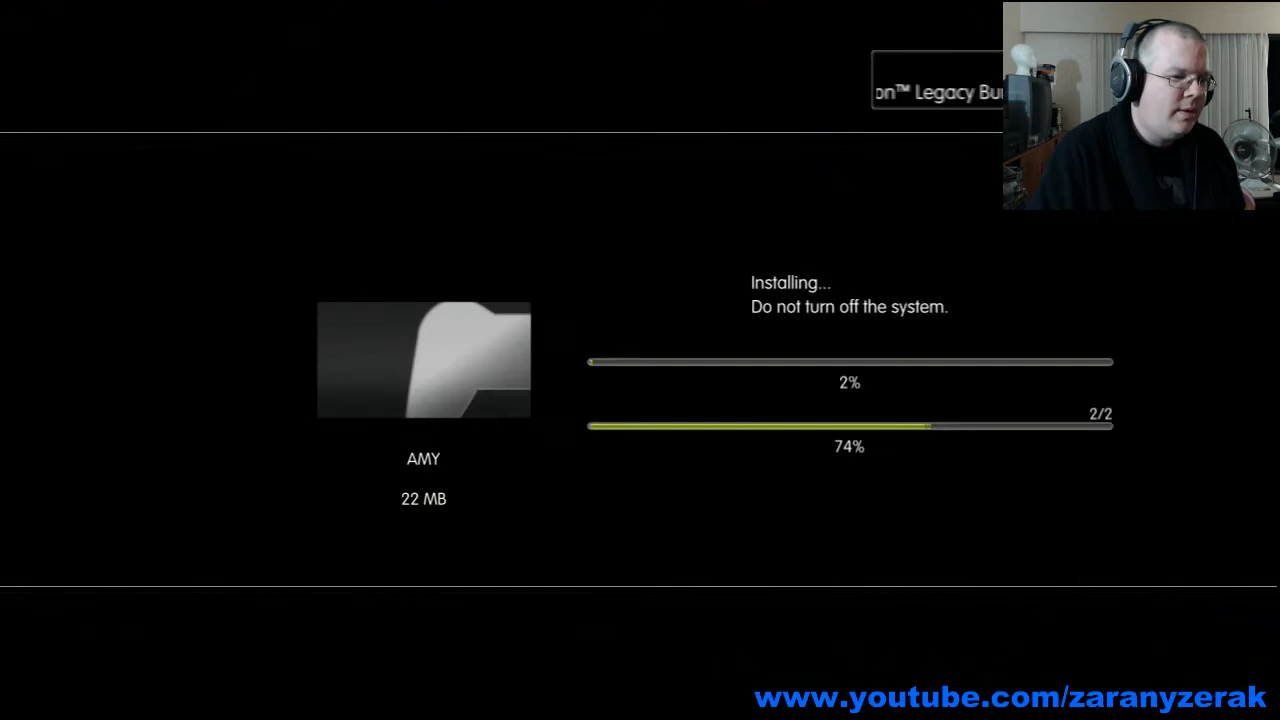 on™ Legacy Bu
Installing...
Do not turn off the system.
2%
2/2
74%
AMY
22 MB
www.youtube.com/zaranyzerak